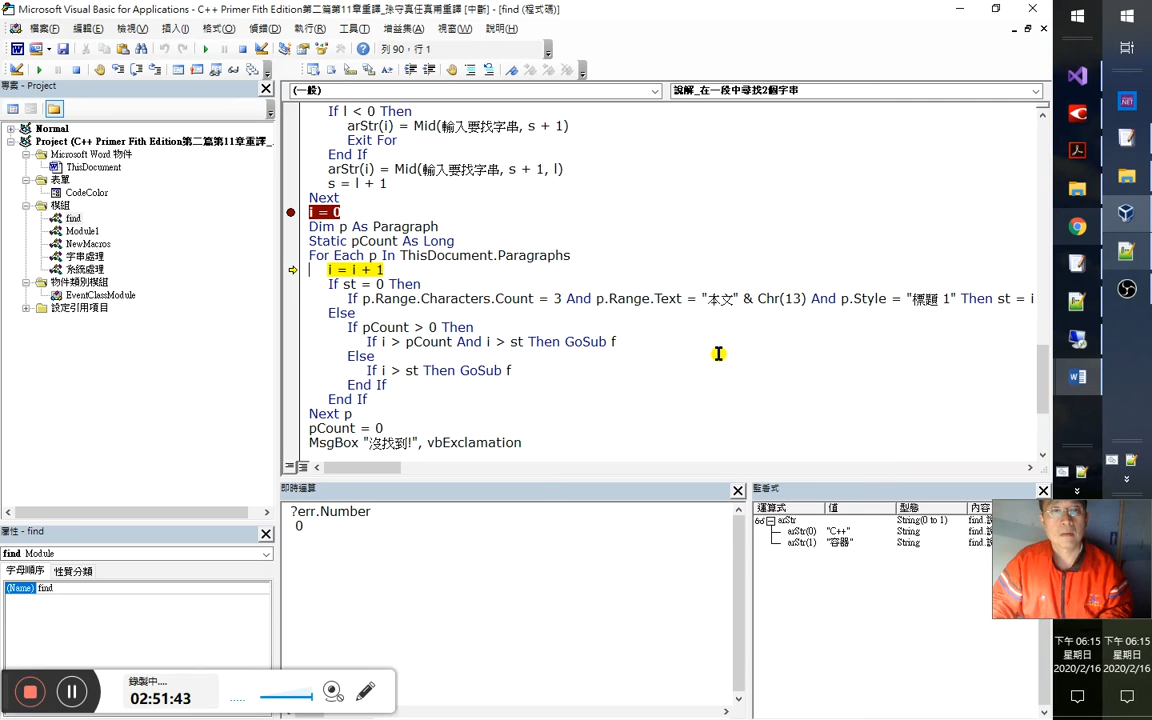 Microsoft Visual Basic for Applications - C++ Primer Fith Edition第二篇第11章重譯_孫守真任真甫重譯 [中斷] - [find (程式碼)]
檔案(F) 編輯(E) 檢視(V) 插入(I) 格式(O) 偵錯(D) 執行(R) 工具(T) 增益集(A) 視窗(W) 說明(H)
列 90, 行 1
專案 - Project
(一般)
說解_在一段中尋找2個字串
Normal
Project (C++ Primer Fith Edition第二篇第11章重譯_
Microsoft Word 物件
ThisDocument
表單
CodeColor
模組
find
Module1
NewMacros
字串處理
系統處理
物件類別模組
EventClassModule
設定引用項目
If l < 0 Then
arStr(i) = Mid(輸入要找字串, s + 1)
Exit For
End If
arStr(i) = Mid(輸入要找字串, s + 1, l)
s = l + 1
Next
i = 0
Dim p As Paragraph
Static pCount As Long
For Each p In ThisDocument.Paragraphs
i = i + 1
If st = 0 Then
If p.Range.Characters.Count = 3 And p.Range.Text = "本文" & Chr(13) And p.Style = "標題 1" Then st = i
Else
If pCount > 0 Then
If i > pCount And i > st Then GoSub f
Else
If i > st Then GoSub f
End If
End If
Next p
pCount = 0
MsgBox "沒找到!", vbExclamation
屬性 - find
find Module
字母順序 性質分類
(Name) find
即時運算
?err.Number
0
監看式
運算式 值 型態 內容
arStr String(0 to 1) find.
arStr(0) "C++" String find.
arStr(1) "容器" String find.
錄製中....
02:51:43
下午 06:15 下午 06:15
星期日 星期日
2020/2/16 2020/2/16